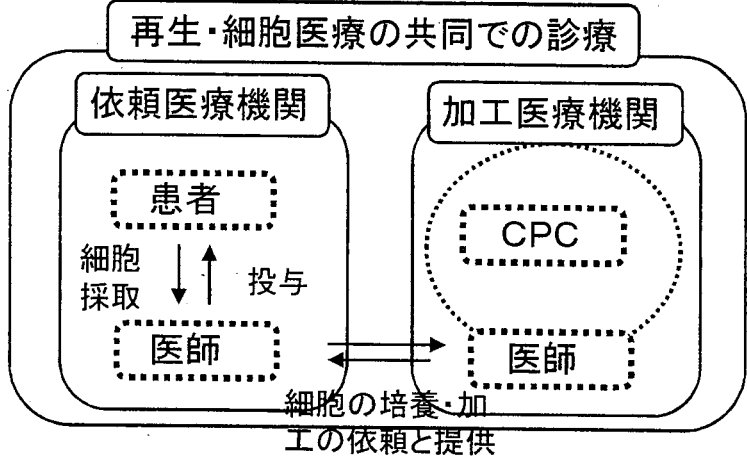 再生・細胞医療の共同での診療
依頼医療機関
患者
細胞
採取
投与
医師
加工医療機関
CPC
医師
細胞の培養・加
工の依頼と提供